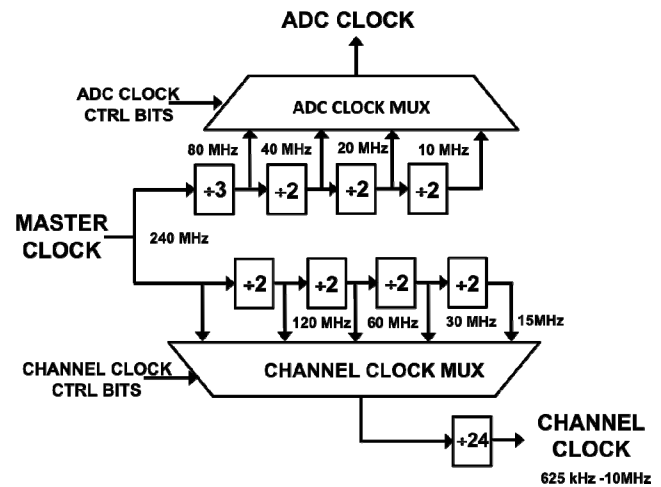 ADC CLOCK
ADC CLOCK
CTRL BITS
ADC CLOCK MUX
80 MHz
40 MHz
20 MHz
10 MHz
÷3
÷2
÷2
÷2
MASTER
CLOCK
240 MHz
÷2
÷2
÷2
÷2
120 MHz
60 MHz
30 MHz
15MHz
CHANNEL CLOCK
CTRL BITS
CHANNEL CLOCK MUX
÷24
CHANNEL
CLOCK
625 kHz -10MHz